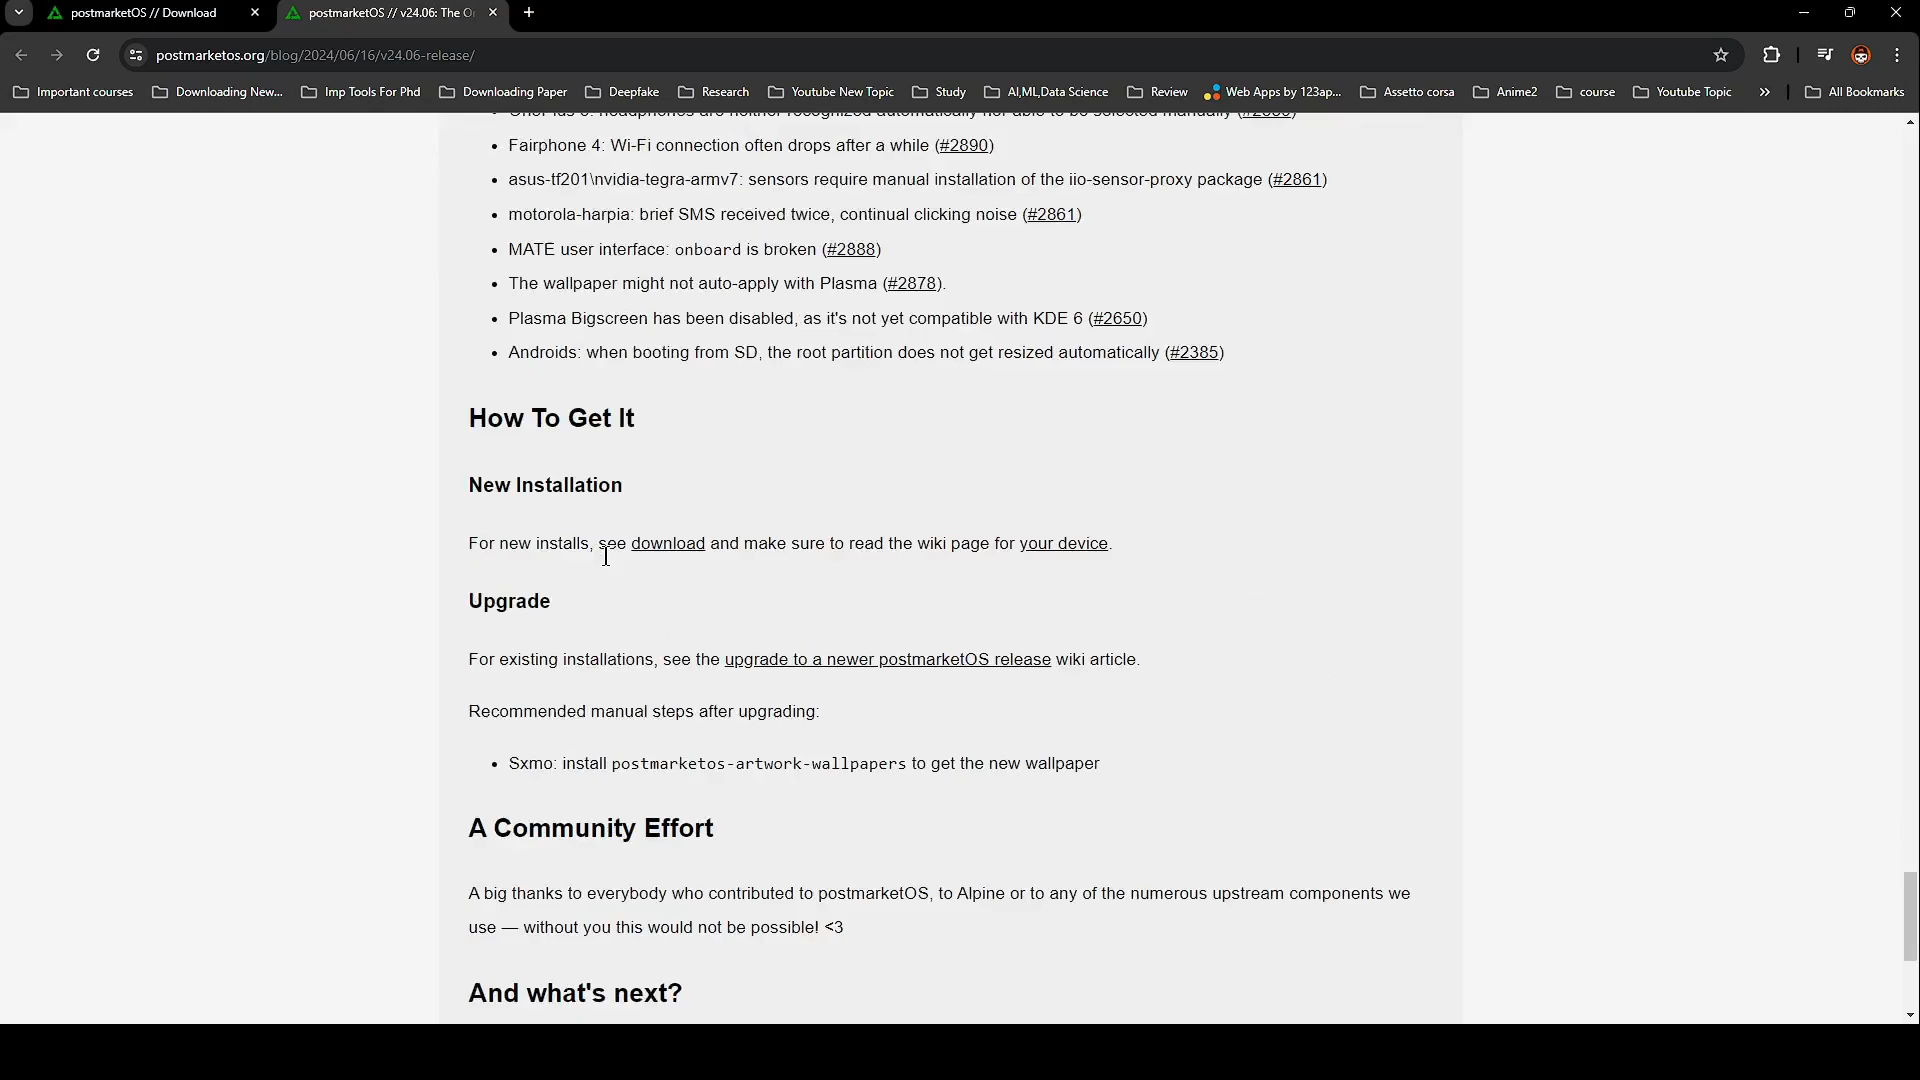 postmarketOS // Download
postmarketOS // v24.06: The O
postmarketos.org/blog/2024/06/16/v24.06-release/
Important courses
Downloading New...
Imp Tools For Phd
Downloading Paper
Deepfake
Research
Youtube New Topic
Study
AI,ML,Data Science
Review
Web Apps by 123ap...
Assetto corsa
Anime2
course
Youtube Topic
All Bookmarks
• Fairphone 4: Wi-Fi connection often drops after a while (#2890)
• asus-tf201\nvidia-tegra-armv7: sensors require manual installation of the iio-sensor-proxy package (#2861)
• motorola-harpia: brief SMS received twice, continual clicking noise (#2861)
• MATE user interface: onboard is broken (#2888)
• The wallpaper might not auto-apply with Plasma (#2878).
• Plasma Bigscreen has been disabled, as it's not yet compatible with KDE 6 (#2650)
• Androids: when booting from SD, the root partition does not get resized automatically (#2385)
How To Get It
New Installation
For new installs, see download and make sure to read the wiki page for your device.
Upgrade
For existing installations, see the upgrade to a newer postmarketOS release wiki article.
Recommended manual steps after upgrading:
• Sxmo: install postmarketos-artwork-wallpapers to get the new wallpaper
A Community Effort
A big thanks to everybody who contributed to postmarketOS, to Alpine or to any of the numerous upstream components we
use — without you this would not be possible! <3
And what's next?